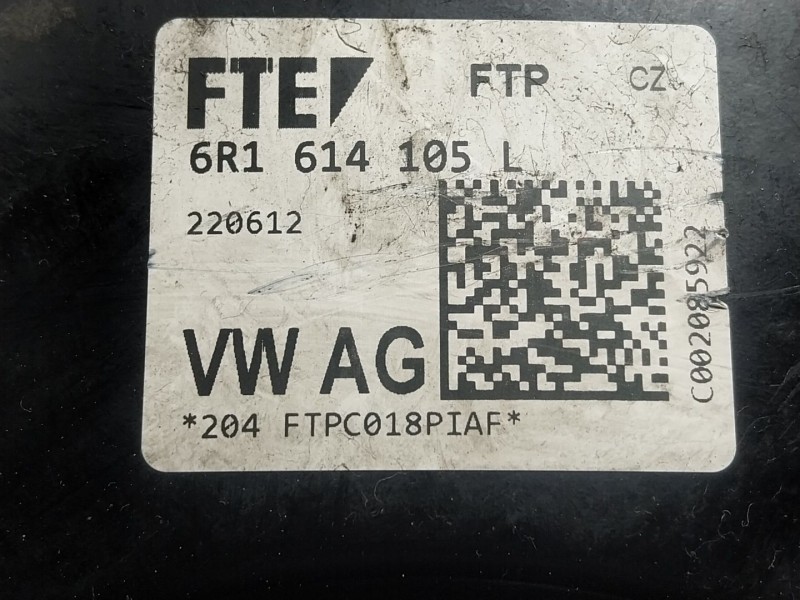 FTE FTP CZ
6R1 614 105 L
220612
C002085922
VW AG
*204 FTPC018PIAF*